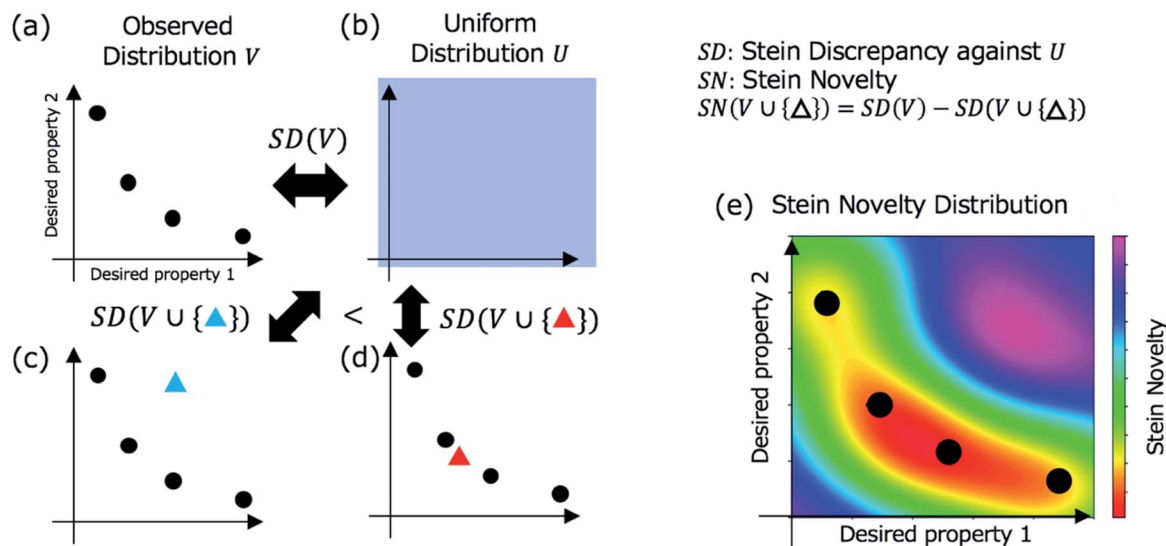 (a)
Observed
Distribution V
Desired property 2
Desired property 1
SD(V)
(b)
Uniform
Distribution U
SD: Stein Discrepancy against U
SN: Stein Novelty
SN(V ∪ {Δ}) = SD(V) − SD(V ∪ {Δ})
SD(V ∪ {▲})
<
SD(V ∪ {▲})
(c)
(d)
(e) Stein Novelty Distribution
Desired property 2
Desired property 1
Stein Novelty